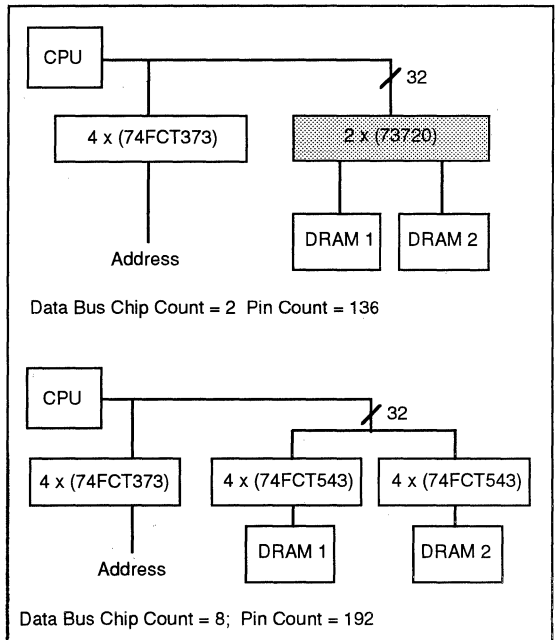 CPU
32
4 x (74FCT373)
2 x (73720)
DRAM 1
DRAM 2
Address
Data Bus Chip Count = 2 Pin Count = 136
CPU
32
4 x (74FCT373)
4 x (74FCT543)
4 x (74FCT543)
DRAM 1
DRAM 2
Address
Data Bus Chip Count = 8; Pin Count = 192